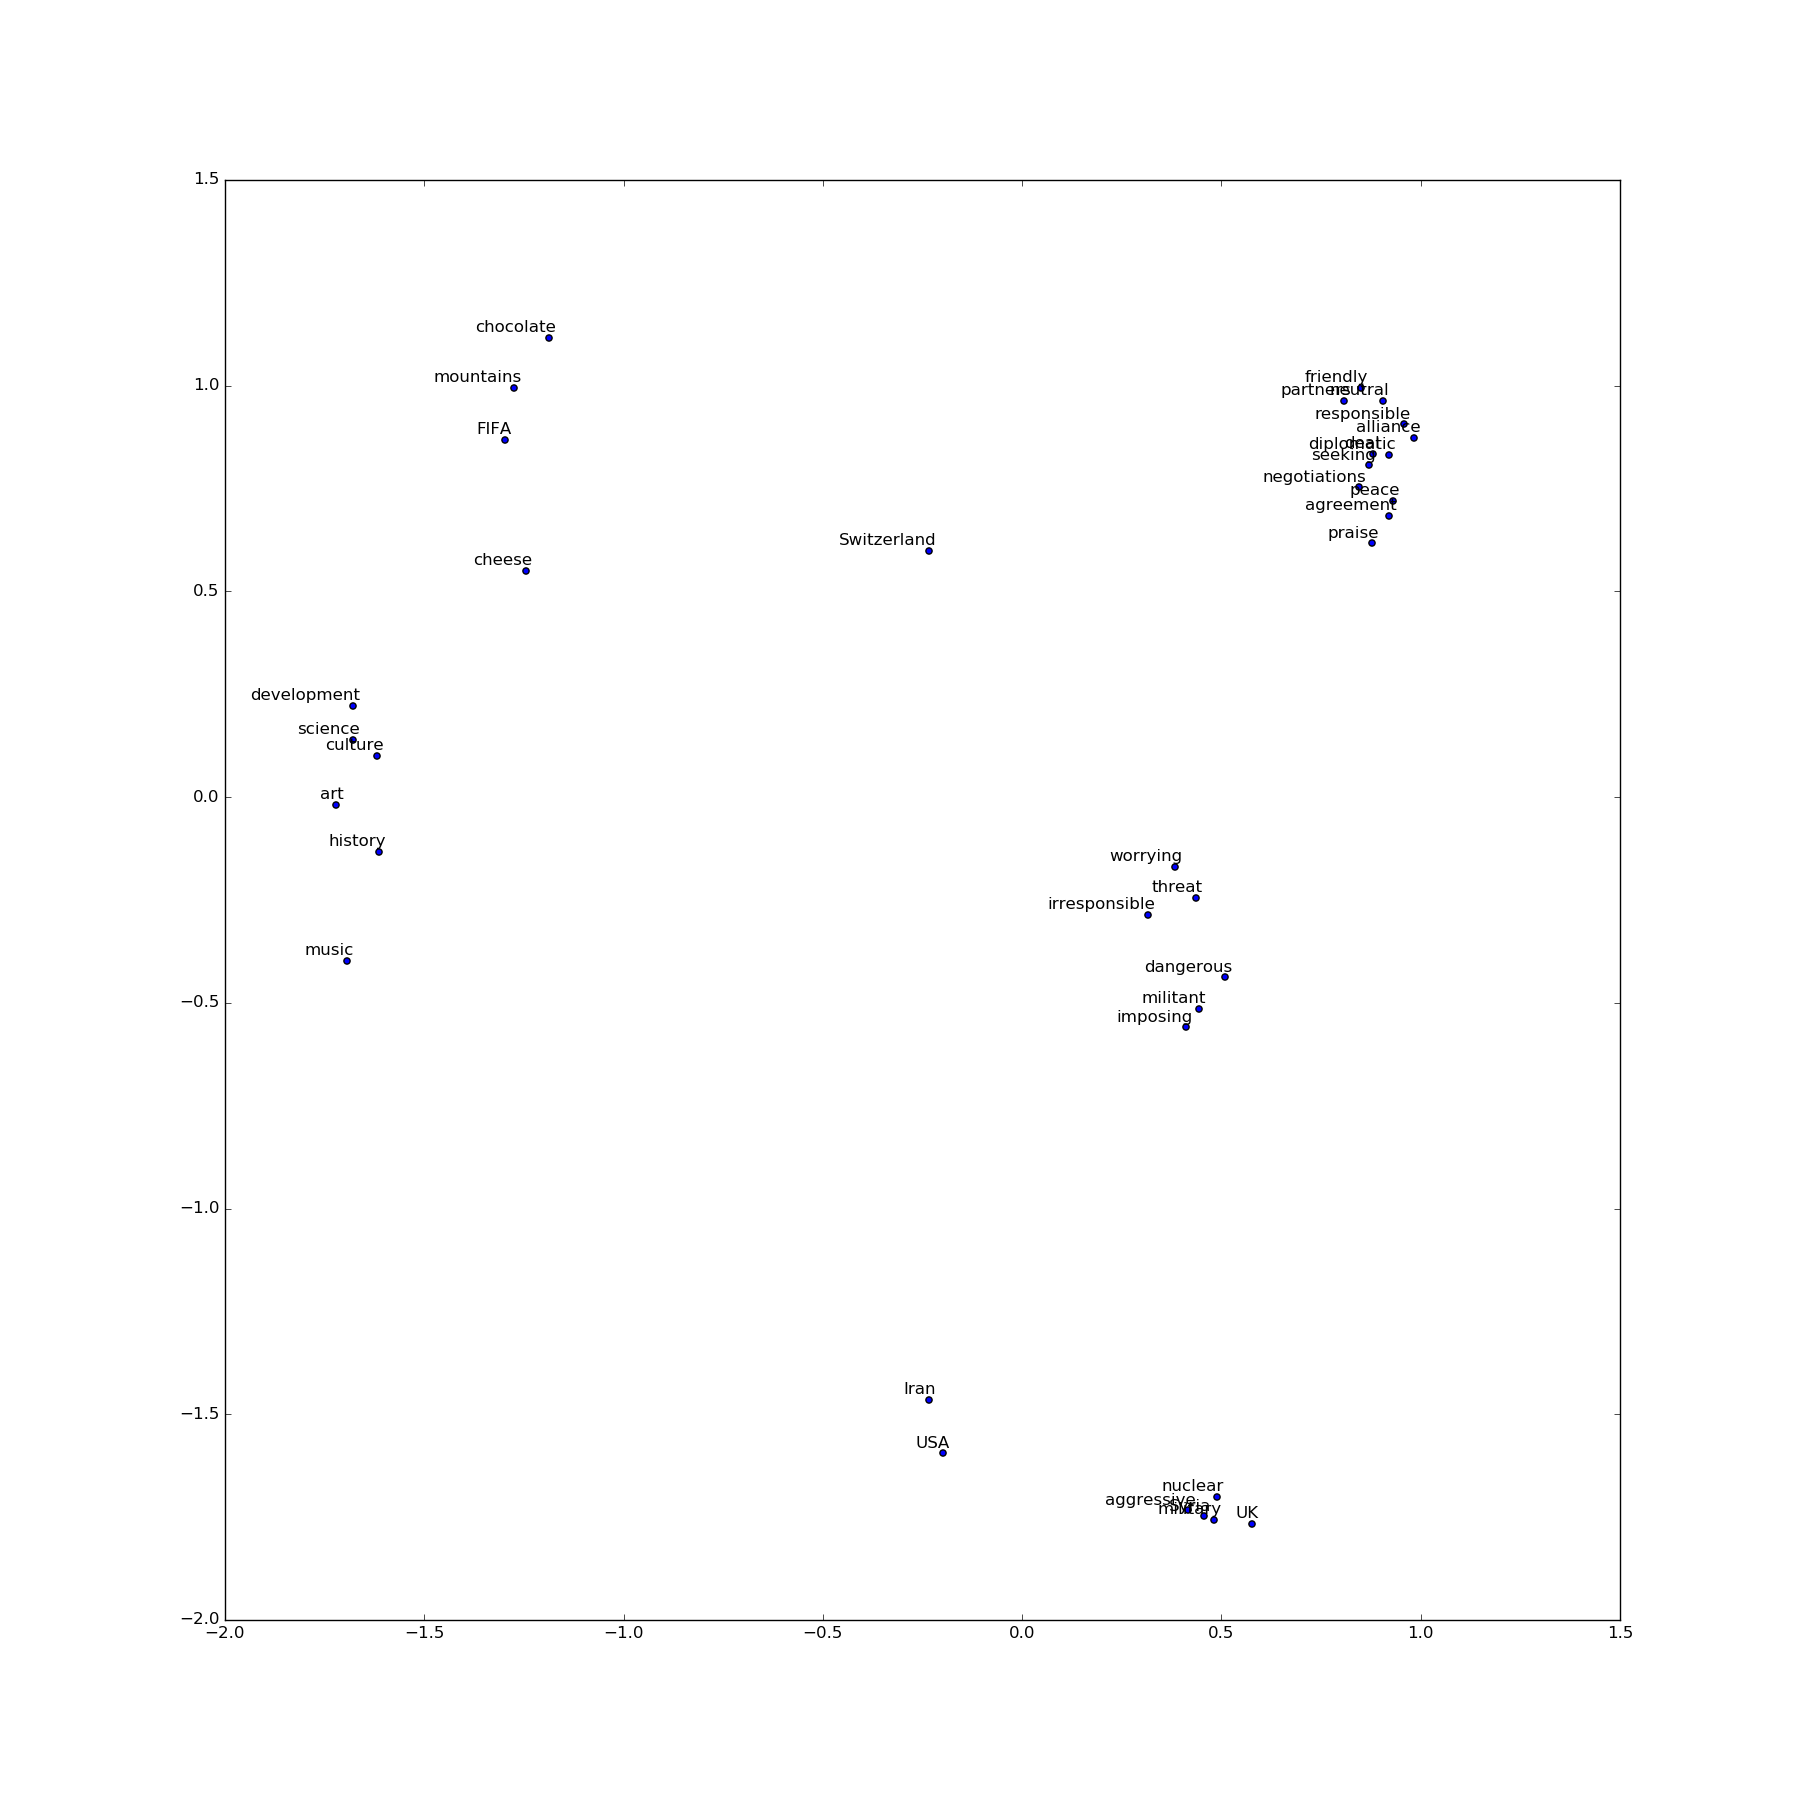 1.5
chocolate
mountains
friendly
1.0
partners
neutral
responsible
FIFA
alliance
diplomatic
deal
seeking
negotiations
peace
agreement
praise
Switzerland
cheese
0.5
development
science
culture
art
0.0
history
worrying
threat
irresponsible
music
dangerous
militant
−0.5
imposing
−1.0
Iran
−1.5
USA
nuclear
aggressive
Syria
military
UK
−2.0
−2.0 −1.5 −1.0 −0.5 0.0 0.5 1.0 1.5